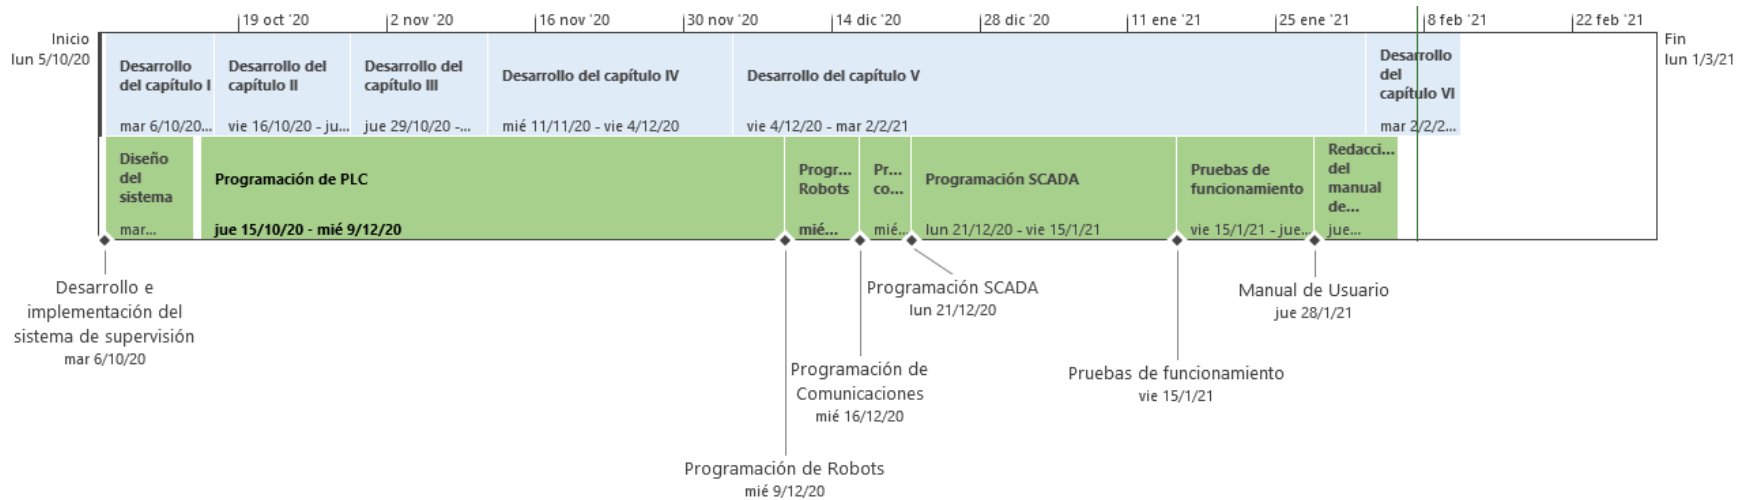 19 oct '20
2 nov '20
16 nov '20
30 nov '20
14 dic '20
28 dic '20
11 ene '21
25 ene '21
8 feb '21
22 feb '21
Inicio
lun 5/10/20
Fin
lun 1/3/21
Desarrollo
del capítulo I
mar 6/10/20...
Desarrollo del
capítulo II
vie 16/10/20 - ju...
Desarrollo del
capítulo III
jue 29/10/20 -...
Desarrollo del capítulo IV
mié 11/11/20 - vie 4/12/20
Desarrollo del capítulo V
vie 4/12/20 - mar 2/2/21
Desarrollo
del
capítulo VI
mar 2/2/2...
Diseño
del
sistema
mar...
Programación de PLC
jue 15/10/20 - mié 9/12/20
Progr...
Robots
mié...
Pr...
co...
mié...
Programación SCADA
lun 21/12/20 - vie 15/1/21
Pruebas de
funcionamiento
vie 15/1/21 - jue...
Redacci...
del
manual
de...
jue...
Desarrollo e
implementación del
sistema de supervisión
mar 6/10/20
Programación SCADA
lun 21/12/20
Manual de Usuario
jue 28/1/21
Programación de
Comunicaciones
mié 16/12/20
Pruebas de funcionamiento
vie 15/1/21
Programación de Robots
mié 9/12/20